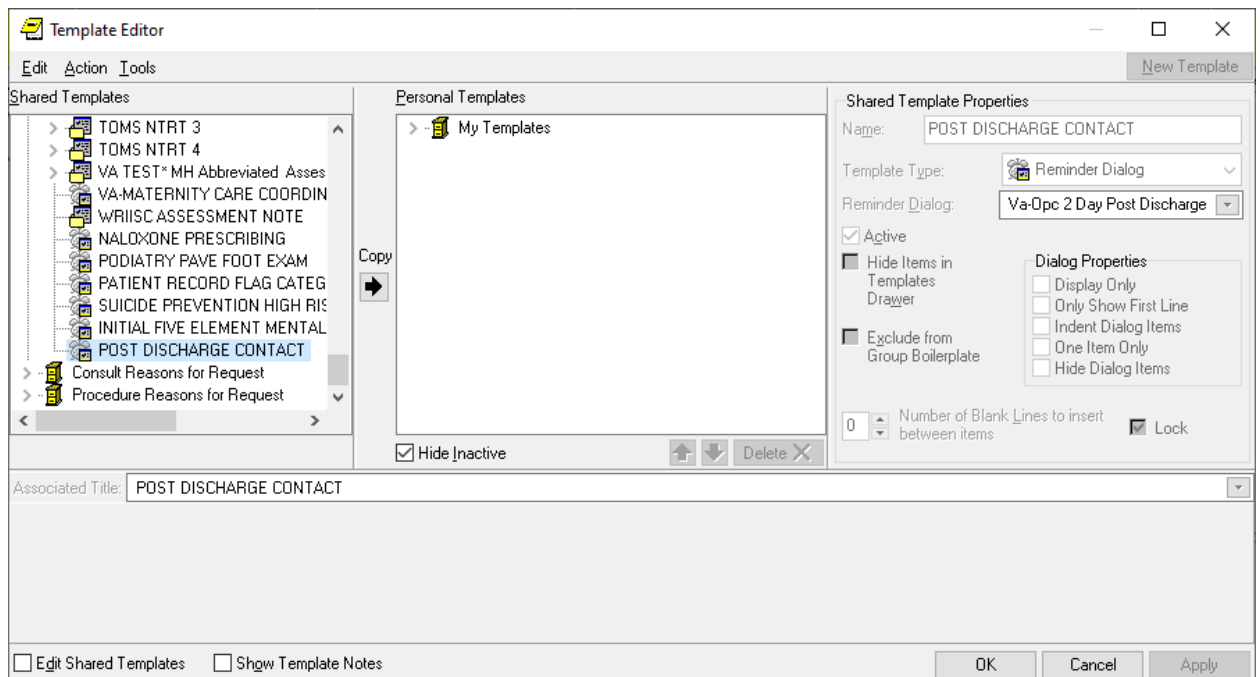 Template Editor
Edit Action Tools
New Template
Shared Templates
TOMS NTRT 3
TOMS NTRT 4
VA TEST* MH Abbreviated Asses
VA-MATERNITY CARE COORDIN
WRIISC ASSESSMENT NOTE
NALOXONE PRESCRIBING
PODIATRY PAVE FOOT EXAM
PATIENT RECORD FLAG CATEG
SUICIDE PREVENTION HIGH RIS
INITIAL FIVE ELEMENT MENTAL
POST DISCHARGE CONTACT
Consult Reasons for Request
Procedure Reasons for Request
Copy
Personal Templates
My Templates
Hide Inactive
Delete
Shared Template Properties
Name: POST DISCHARGE CONTACT
Template Type: Reminder Dialog
Reminder Dialog: Va-Opc 2 Day Post Discharge
Active
Hide Items in
Templates
Drawer
Exclude from
Group Boilerplate
Dialog Properties
Display Only
Only Show First Line
Indent Dialog Items
One Item Only
Hide Dialog Items
0 Number of Blank Lines to insert
between items
Lock
Associated Title: POST DISCHARGE CONTACT
Edit Shared Templates Show Template Notes
OK Cancel Apply